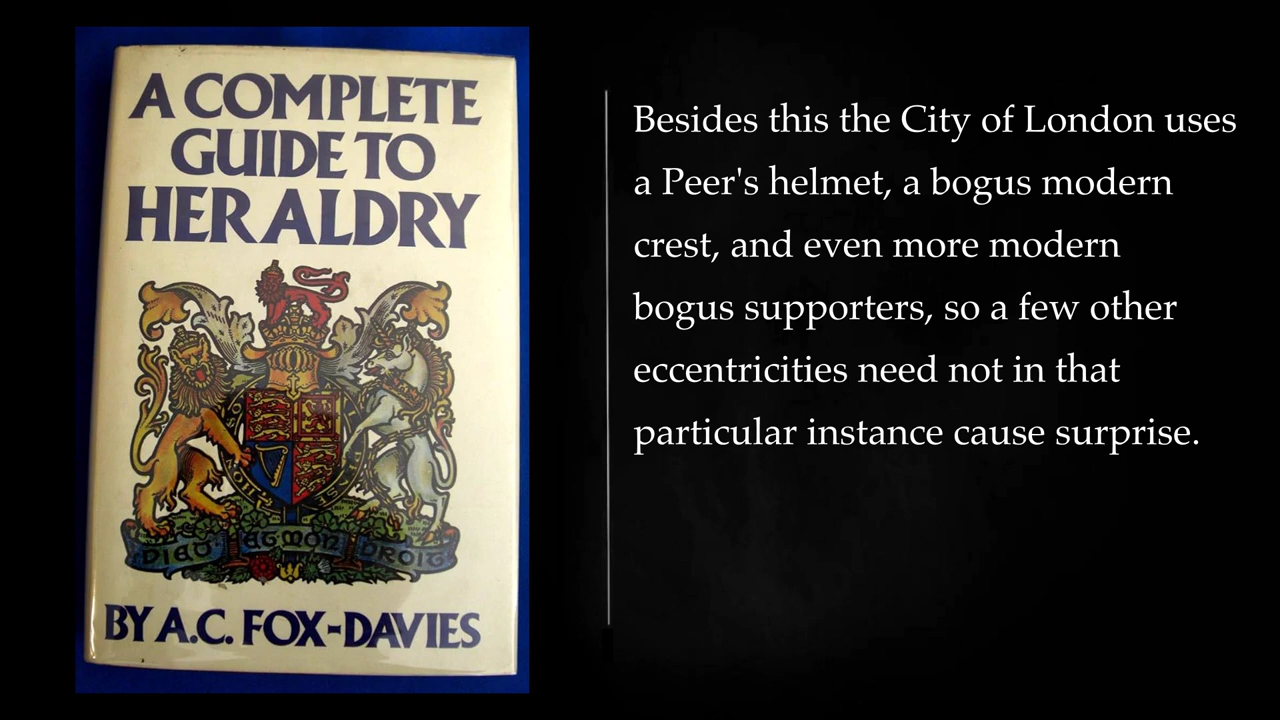 A COMPLETE
GUIDE TO
HERALDRY
DIEU ET MON DROIT
BY A.C. FOX-DAVIES
Besides this the City of London uses
a Peer's helmet, a bogus modern
crest, and even more modern
bogus supporters, so a few other
eccentricities need not in that
particular instance cause surprise.